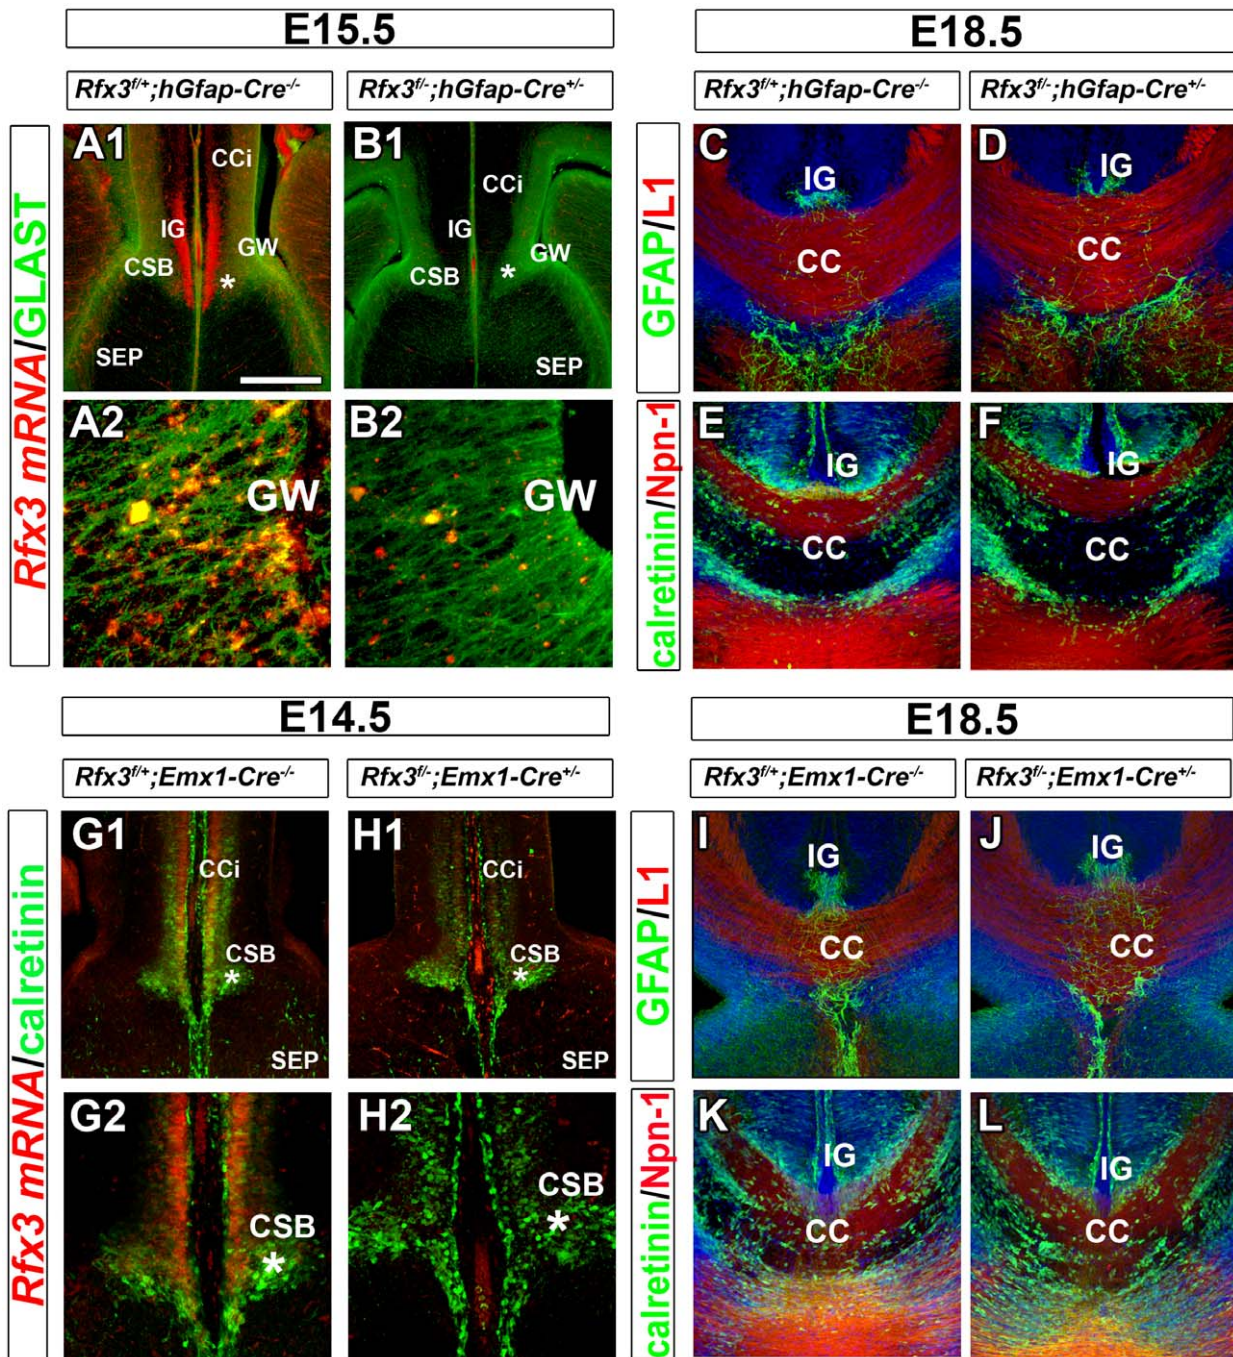 E15.5
E18.5
Rfx3f/+;hGfap-Cre-/-
Rfx3f/-;hGfap-Cre+/-
Rfx3f/+;hGfap-Cre-/-
Rfx3f/-;hGfap-Cre+/-
Rfx3 mRNA/GLAST
A1
CCi
IG
GW
CSB
*
SEP
B1
CCi
IG
GW
CSB
*
SEP
A2
GW
B2
GW
GFAP/L1
C
IG
CC
D
IG
CC
calretinin/Npn-1
E
IG
CC
F
IG
CC
E14.5
E18.5
Rfx3f/+;Emx1-Cre-/-
Rfx3f/-;Emx1-Cre+/-
Rfx3f/+;Emx1-Cre-/-
Rfx3f/-;Emx1-Cre+/-
Rfx3 mRNA/calretinin
G1
CCi
CSB
*
SEP
H1
CCi
CSB
*
SEP
G2
CSB
*
H2
CSB
*
GFAP/L1
I
IG
CC
J
IG
CC
calretinin/Npn-1
K
IG
CC
L
IG
CC